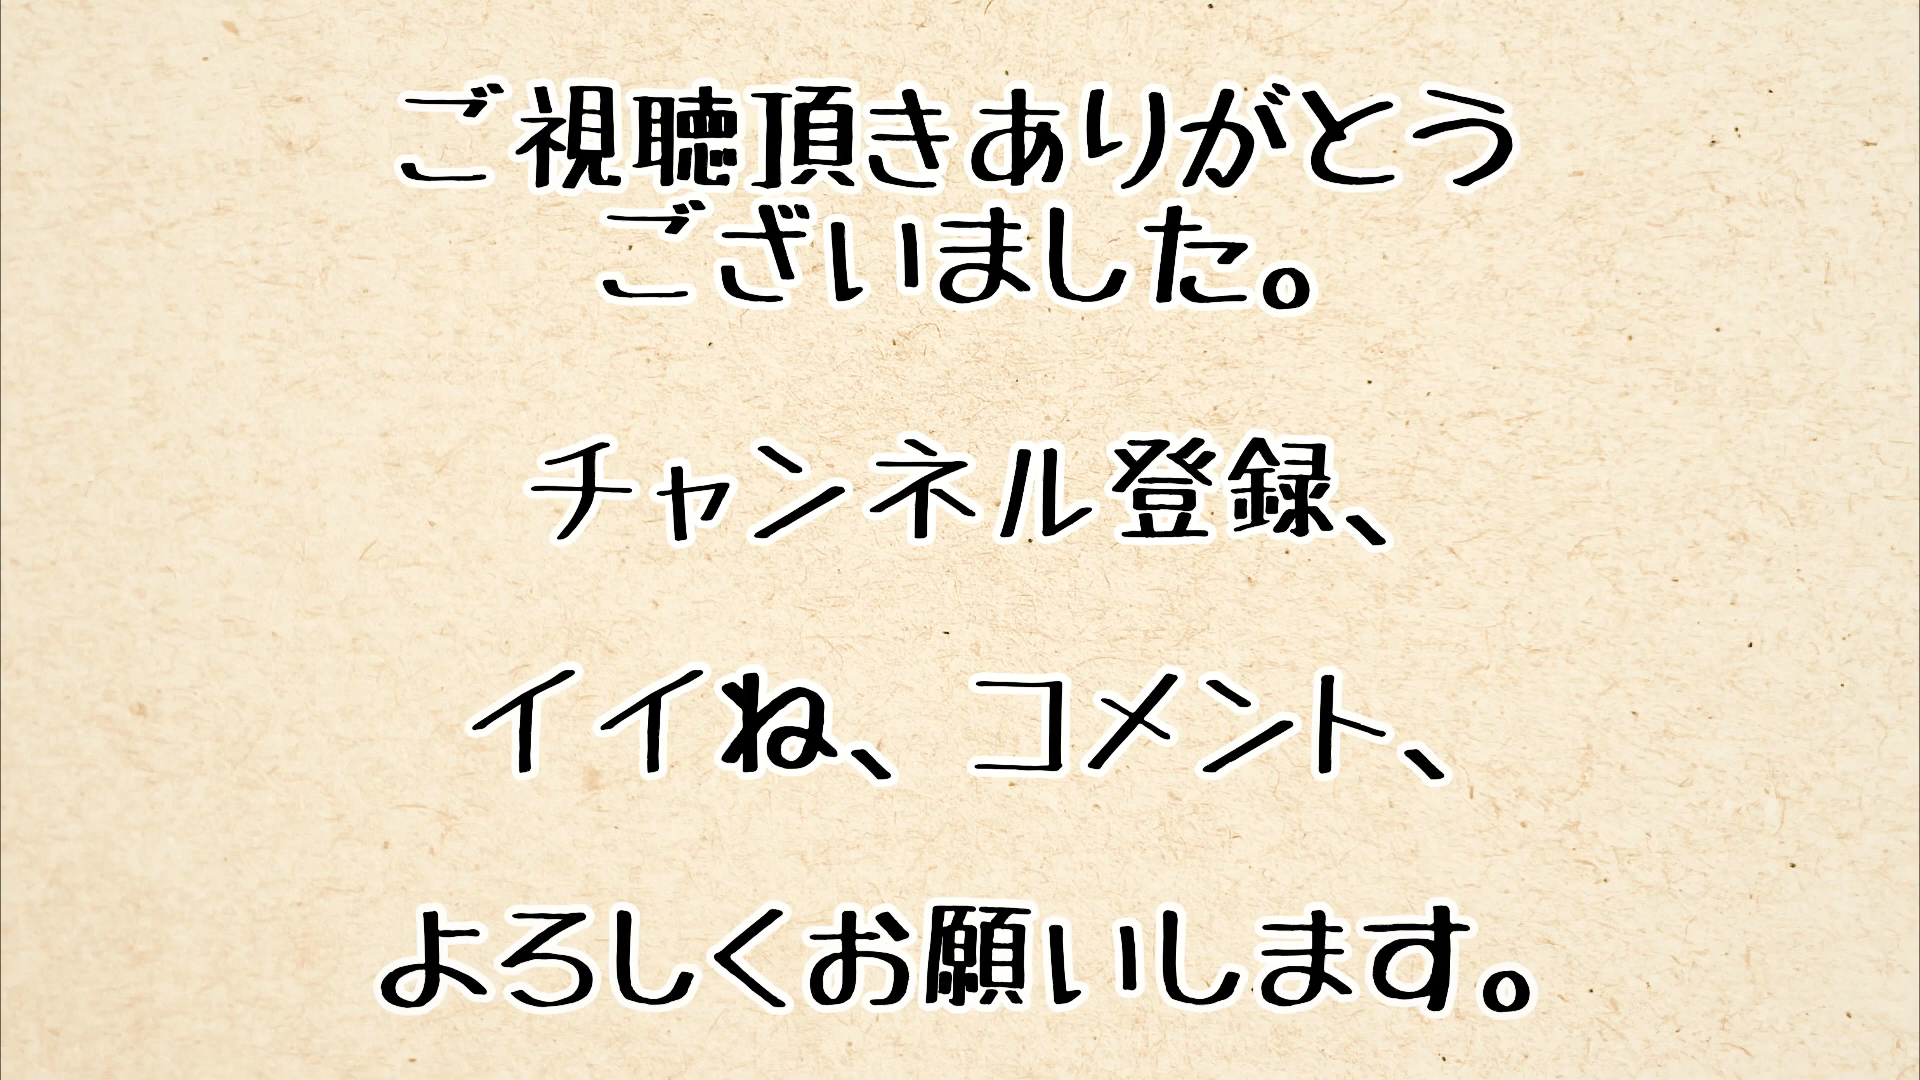 ご視聴頂きありがとう
ございました。
チャンネル登録、
イイね、コメント、
よろしくお願いします。